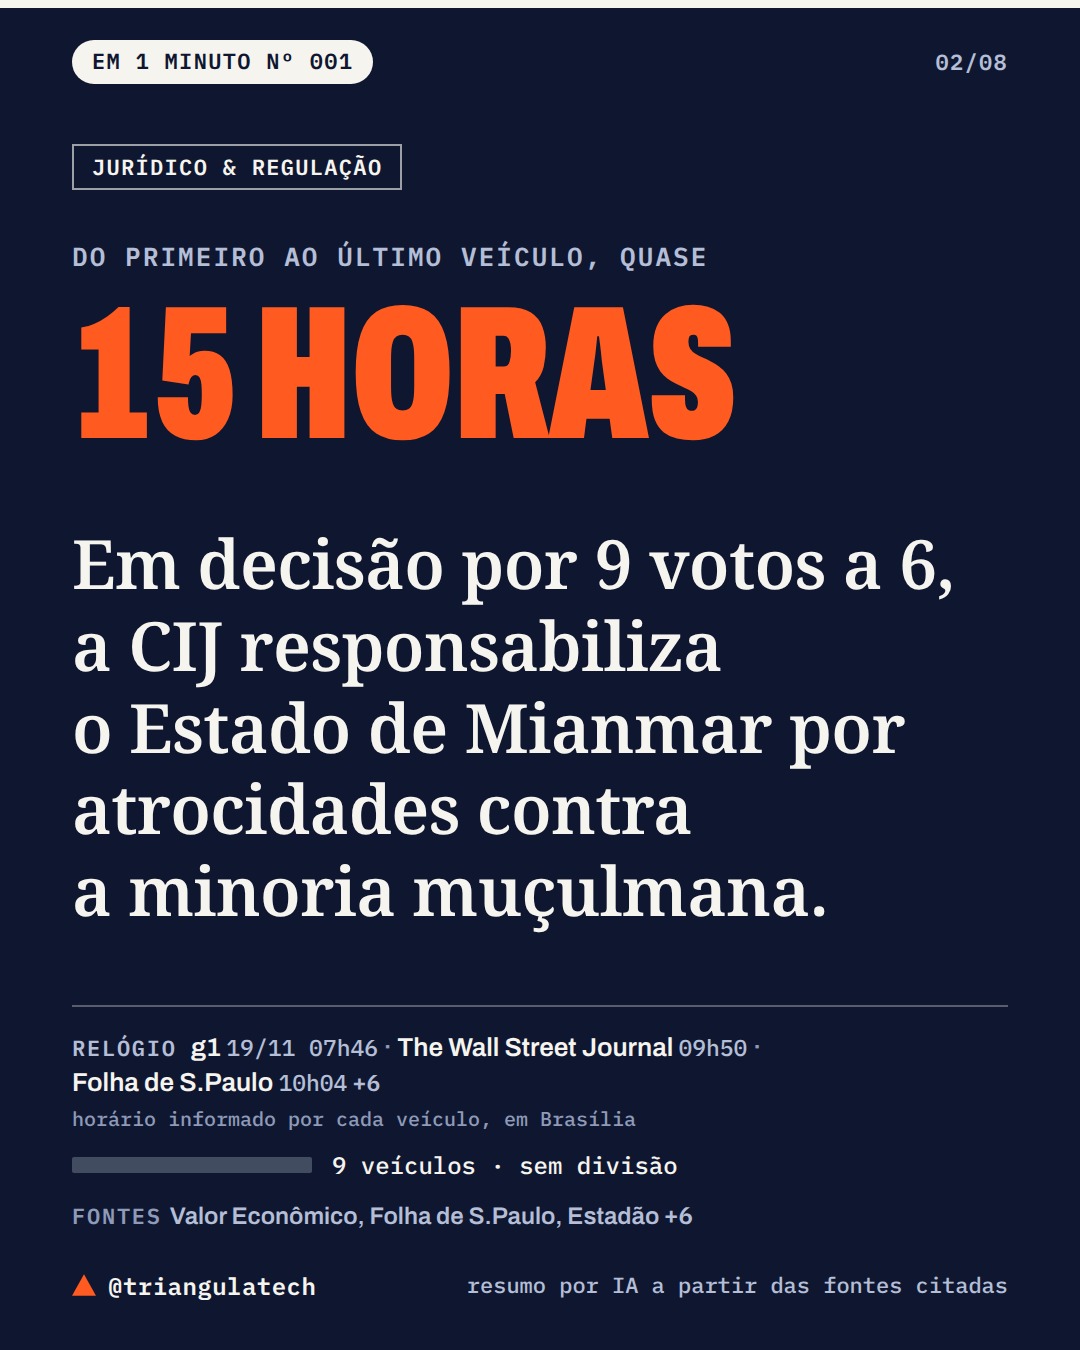 EM 1 MINUTO Nº 001
02/08
JURÍDICO & REGULAÇÃO
DO PRIMEIRO AO ÚLTIMO VEÍCULO, QUASE
15 HORAS
Em decisão por 9 votos a 6,
a CIJ responsabiliza
o Estado de Mianmar por
atrocidades contra
a minoria muçulmana.
RELÓGIO g1 19/11 07h46 · The Wall Street Journal 09h50 ·
Folha de S.Paulo 10h04 +6
horário informado por cada veículo, em Brasília
9 veículos · sem divisão
FONTES Valor Econômico, Folha de S.Paulo, Estadão +6
@triangulatech
resumo por IA a partir das fontes citadas